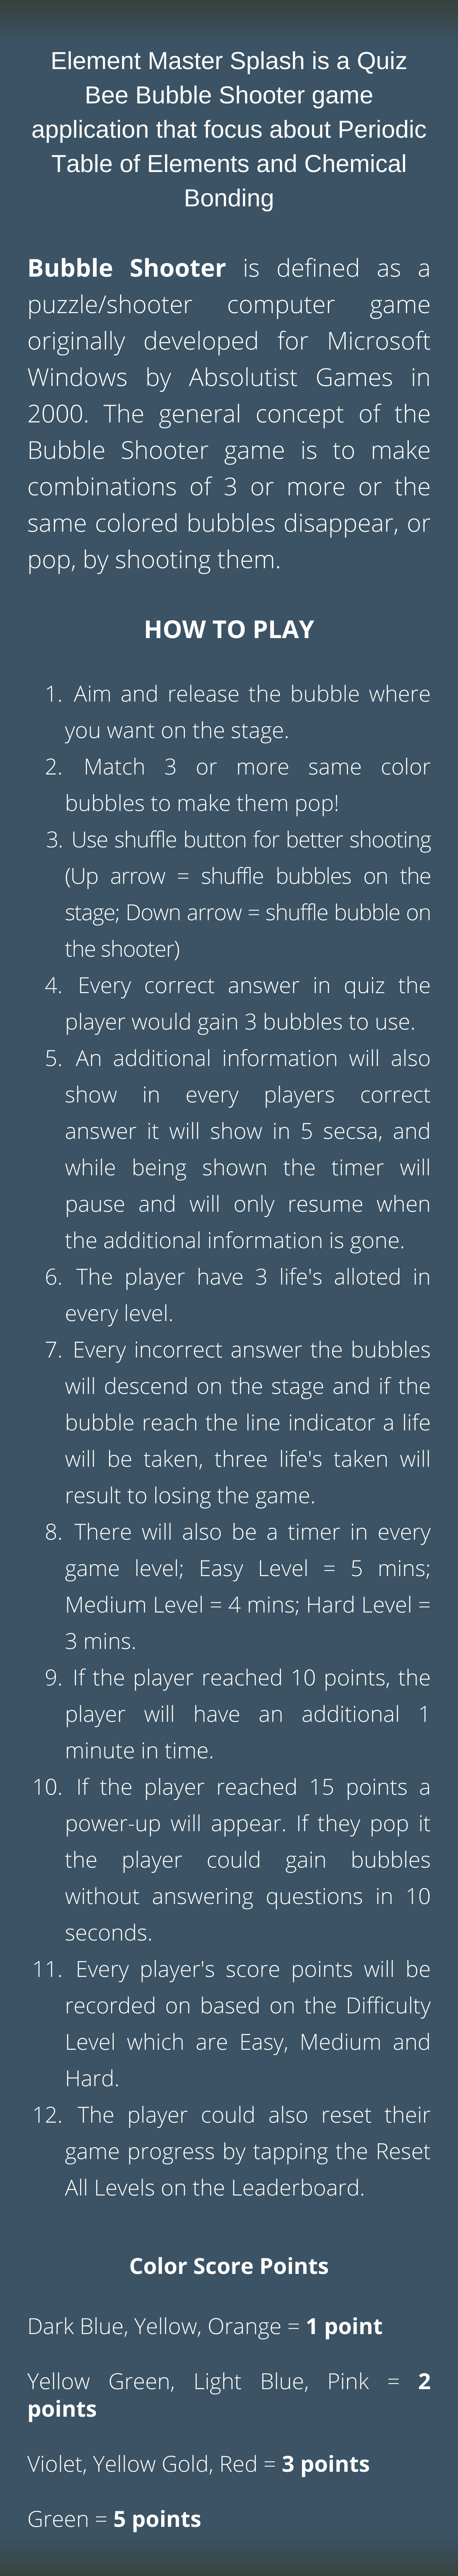 Element Master Splash is a Quiz
Bee Bubble Shooter game
application that focus about Periodic
Table of Elements and Chemical
Bonding
Bubble Shooter is defined as a
puzzle/shooter computer game
originally developed for Microsoft
Windows by Absolutist Games in
2000. The general concept of the
Bubble Shooter game is to make
combinations of 3 or more or the
same colored bubbles disappear, or
pop, by shooting them.
HOW TO PLAY
1. Aim and release the bubble where
you want on the stage.
2. Match 3 or more same color
bubbles to make them pop!
3. Use shuffle button for better shooting
(Up arrow = shuffle bubbles on the
stage; Down arrow = shuffle bubble on
the shooter)
4. Every correct answer in quiz the
player would gain 3 bubbles to use.
5. An additional information will also
show in every players correct
answer it will show in 5 secsa, and
while being shown the timer will
pause and will only resume when
the additional information is gone.
6. The player have 3 life's alloted in
every level.
7. Every incorrect answer the bubbles
will descend on the stage and if the
bubble reach the line indicator a life
will be taken, three life's taken will
result to losing the game.
8. There will also be a timer in every
game level; Easy Level = 5 mins;
Medium Level = 4 mins; Hard Level =
3 mins.
9. If the player reached 10 points, the
player will have an additional 1
minute in time.
10. If the player reached 15 points a
power-up will appear. If they pop it
the player could gain bubbles
without answering questions in 10
seconds.
11. Every player's score points will be
recorded on based on the Difficulty
Level which are Easy, Medium and
Hard.
12. The player could also reset their
game progress by tapping the Reset
All Levels on the Leaderboard.
Color Score Points
Dark Blue, Yellow, Orange = 1 point
Yellow Green, Light Blue, Pink = 2
points
Violet, Yellow Gold, Red = 3 points
Green = 5 points